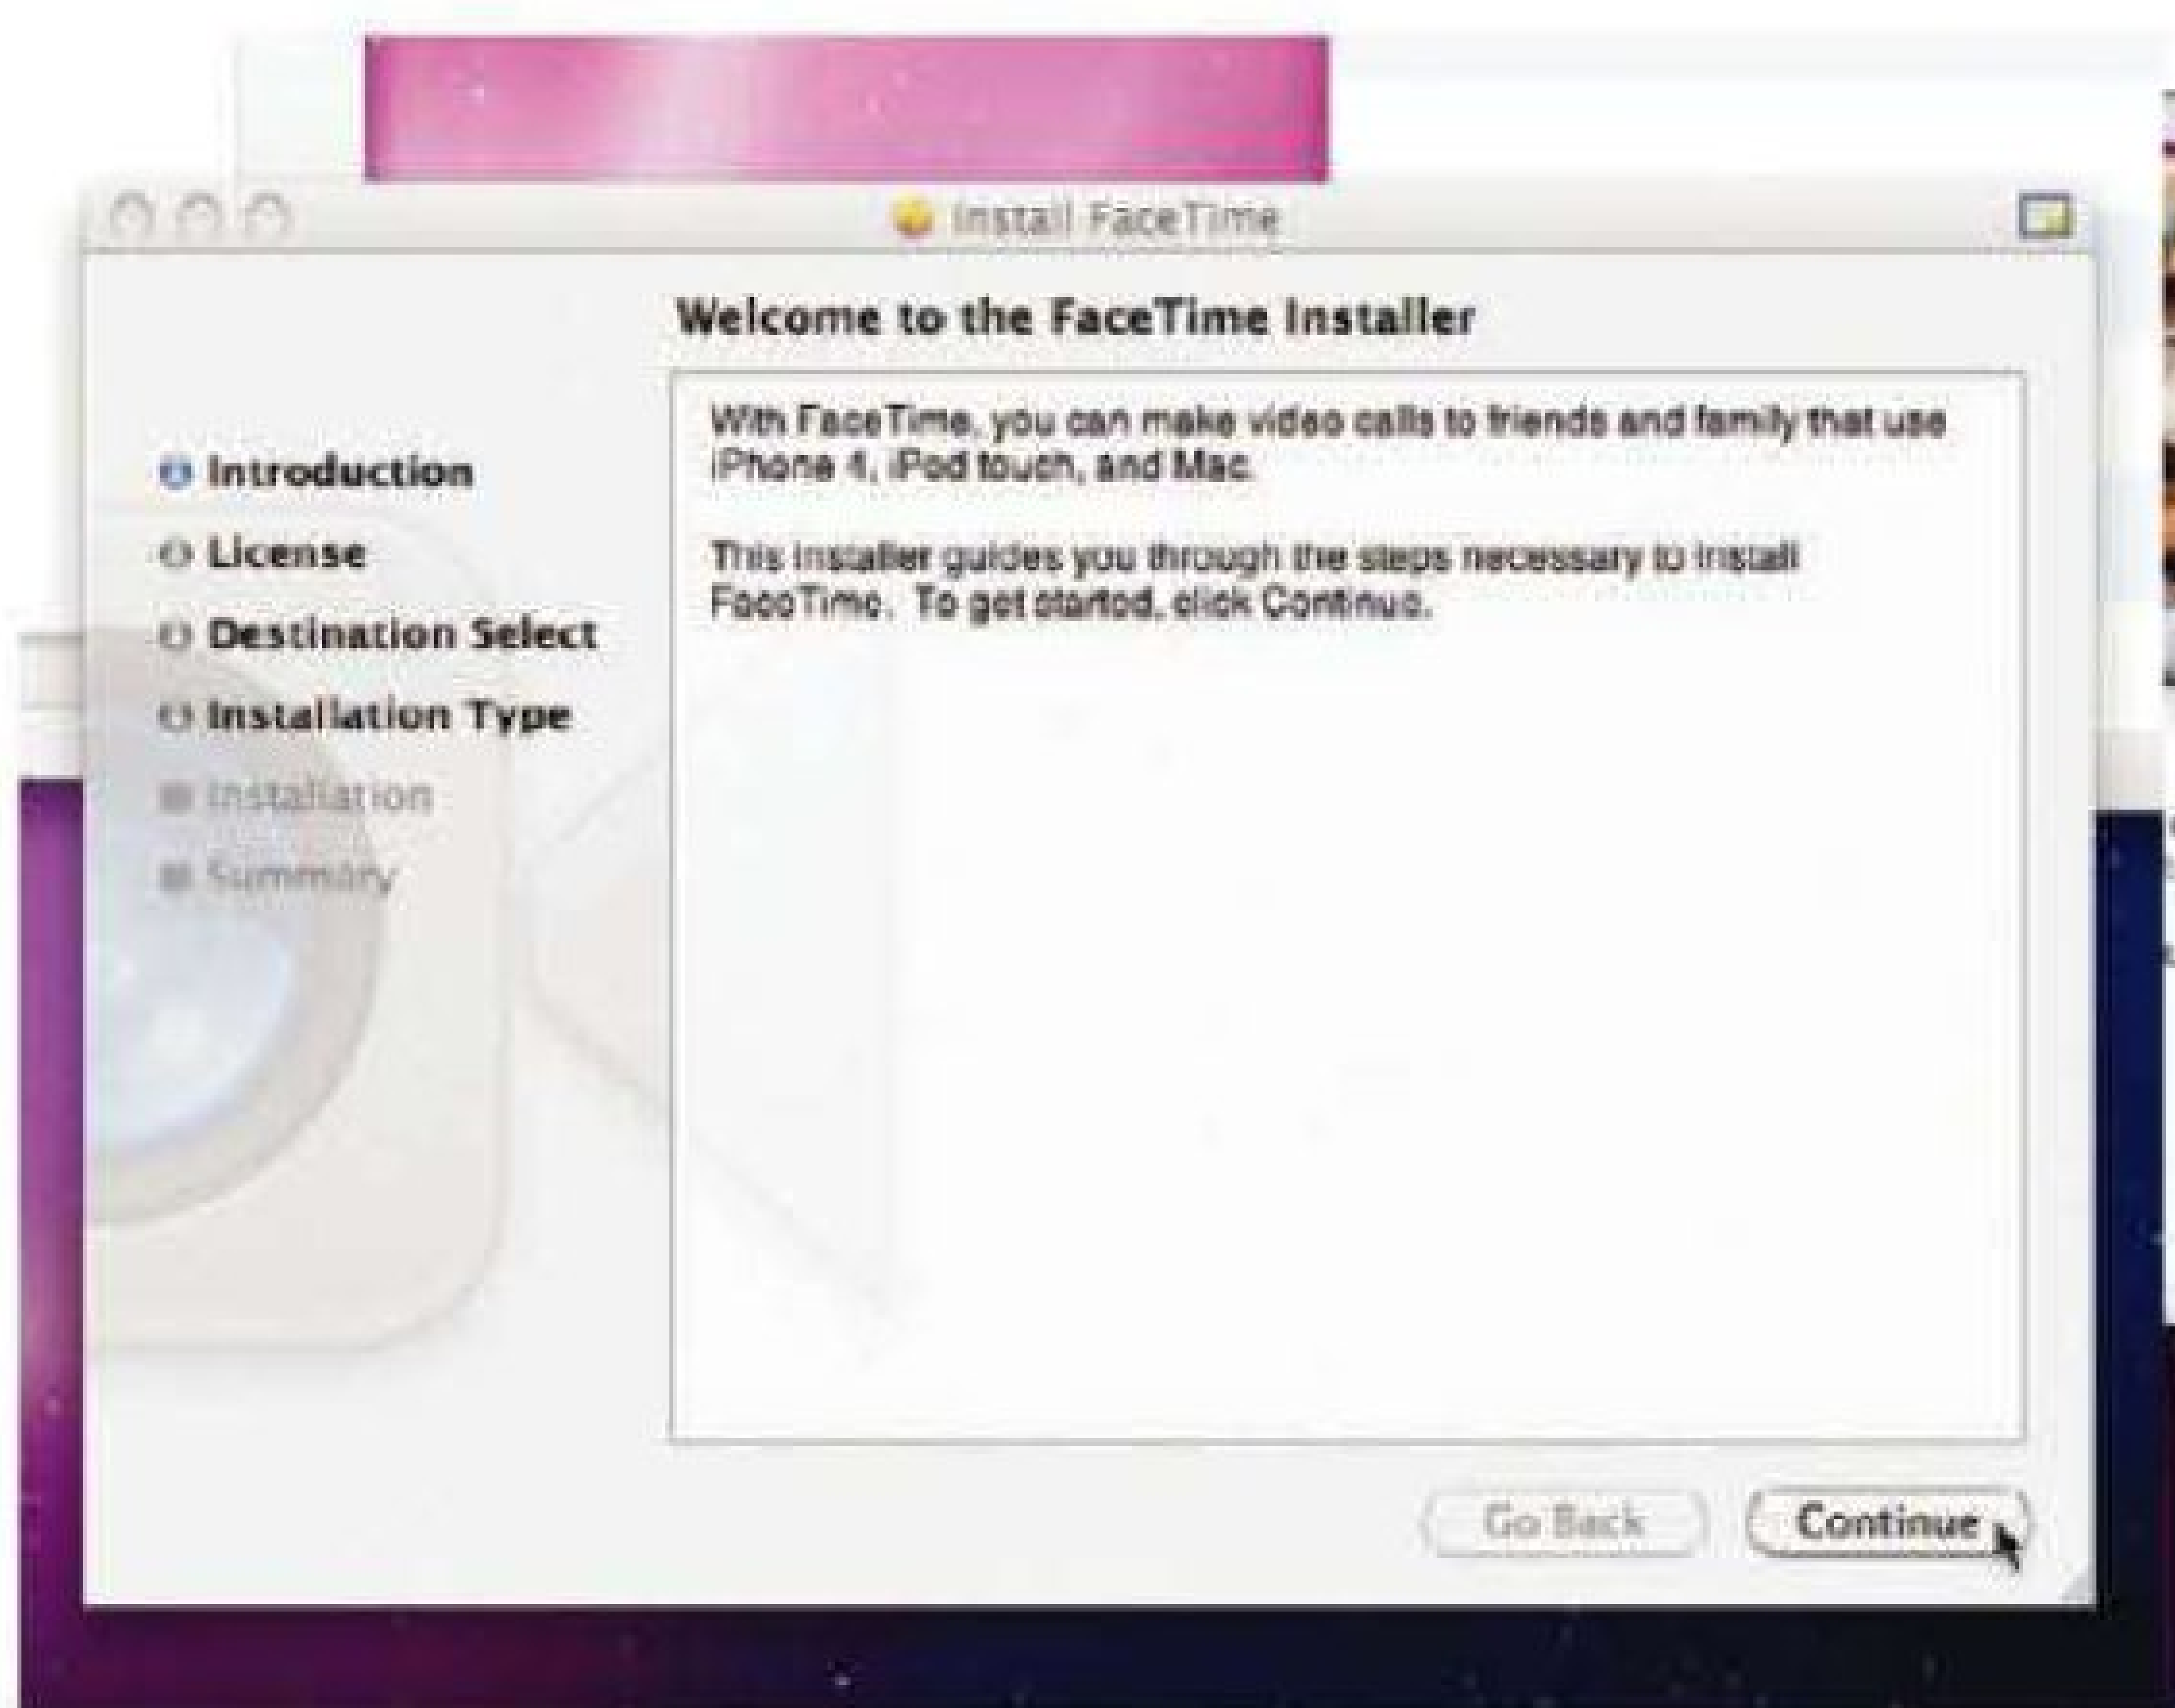 Install FaceTime
Welcome to the FaceTime Installer
Introduction
License
Destination Select
Installation Type
Installation
Summary
With FaceTime, you can make video calls to friends and family that use
iPhone 4, iPod touch, and Mac.
This installer guides you through the steps necessary to install
FaceTime. To get started, click Continue.
Go Back
Continue